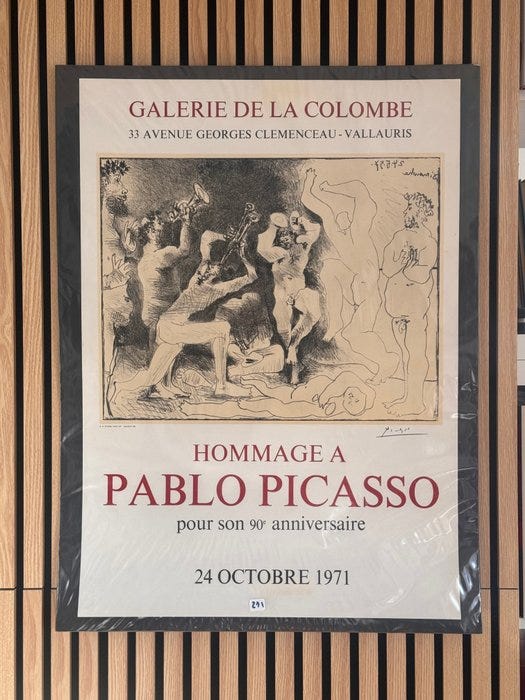 GALERIE DE LA COLOMBE
33 AVENUE GEORGES CLEMENCEAU - VALLAURIS
HOMMAGE A
PABLO PICASSO
pour son 90e anniversaire
24 OCTOBRE 1971
291